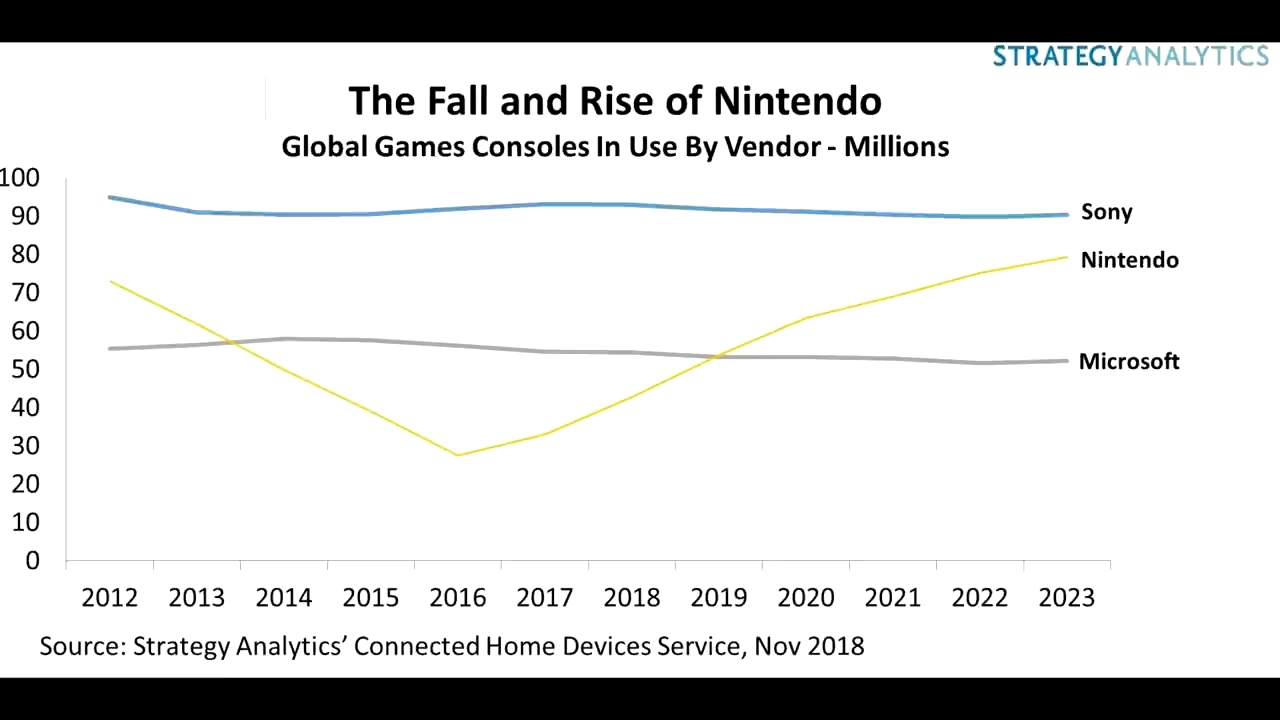 STRATEGYANALYTICS
The Fall and Rise of Nintendo
Global Games Consoles In Use By Vendor - Millions
100
90
80
70
60
50
40
30
20
10
0
Sony
Nintendo
Microsoft
2012 2013 2014 2015 2016 2017 2018 2019 2020 2021 2022 2023
Source: Strategy Analytics’ Connected Home Devices Service, Nov 2018